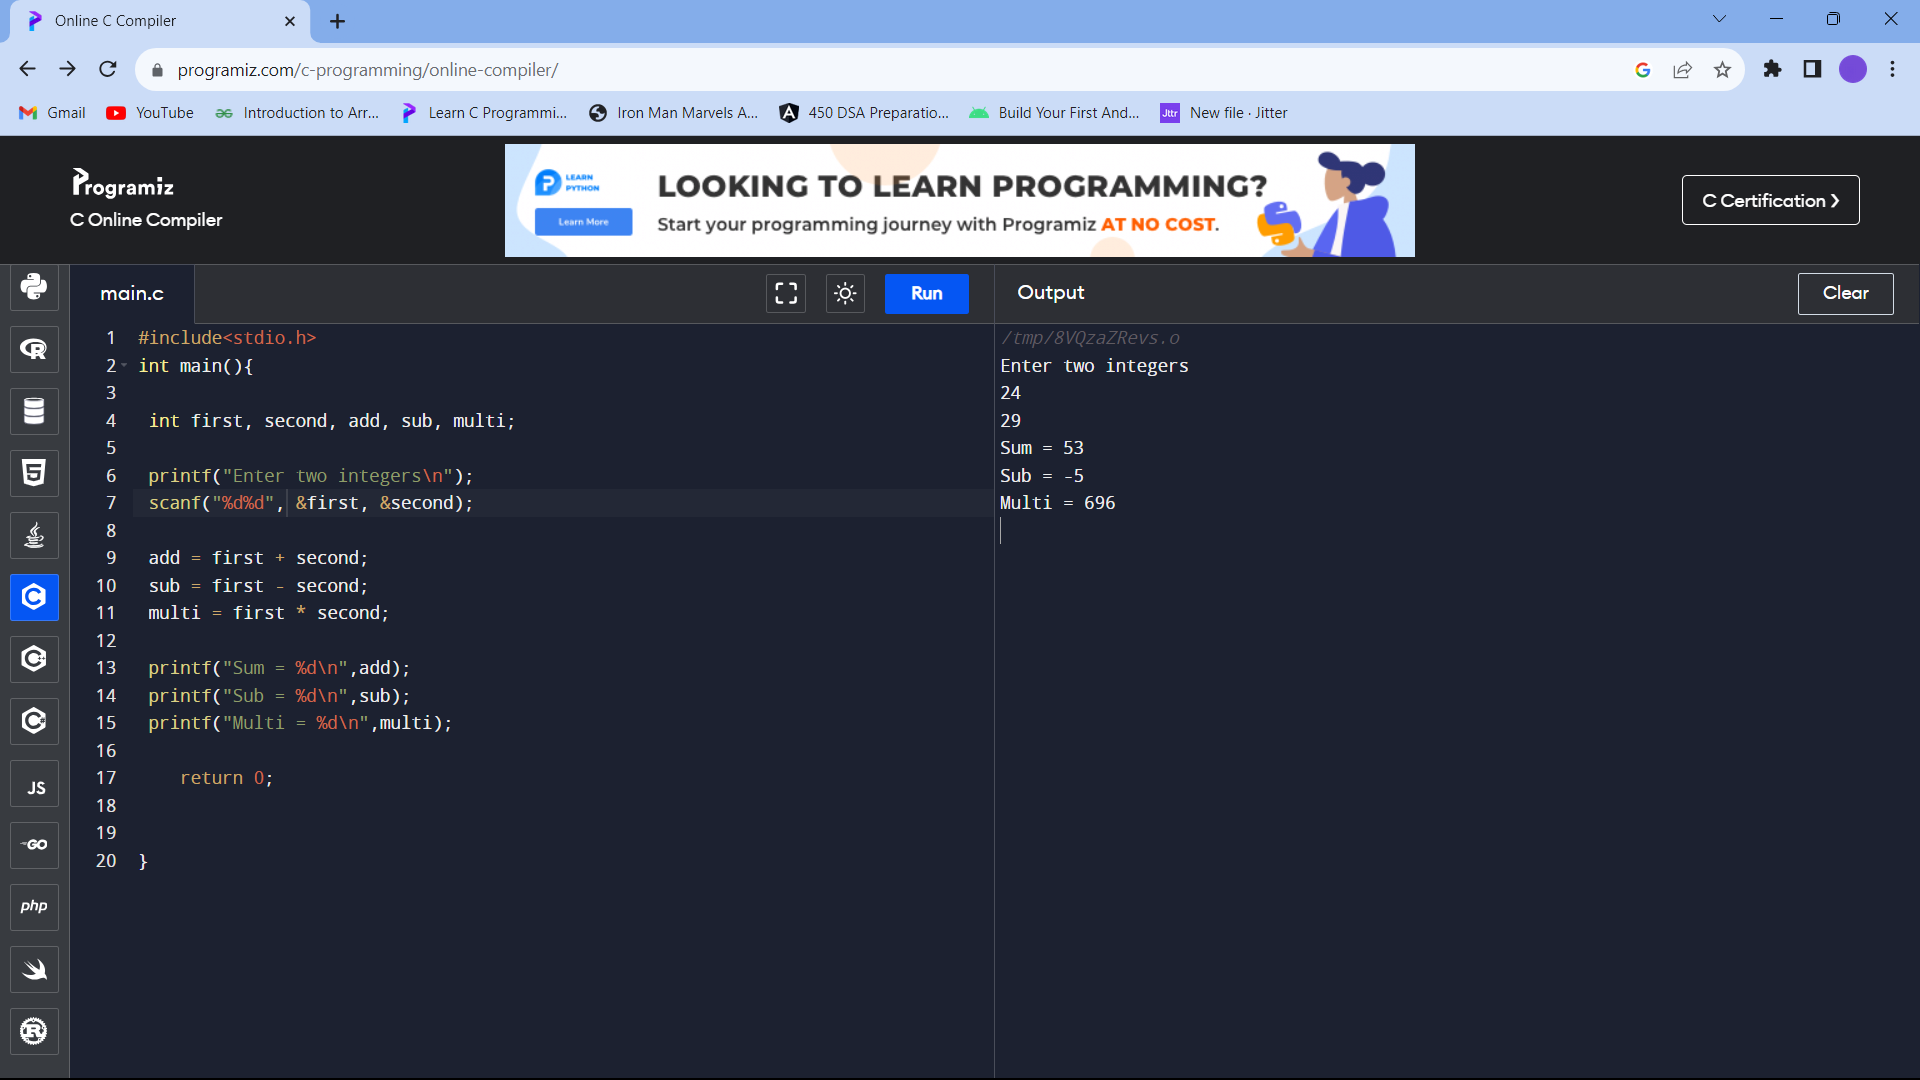 Online C Compiler
programiz.com/c-programming/online-compiler/
Gmail YouTube Introduction to Arr... Learn C Programmi... Iron Man Marvels A... 450 DSA Preparatio... Build Your First And... Jttr New file · Jitter
Programiz
C Online Compiler
LEARN
PYTHON
Learn More
LOOKING TO LEARN PROGRAMMING?
Start your programming journey with Programiz AT NO COST.
C Certification ❯
main.c
Run
Output
Clear
1 #include<stdio.h>
2 int main(){
3
4 int first, second, add, sub, multi;
5
6 printf("Enter two integers\n");
7 scanf("%d%d", &first, &second);
8
9 add = first + second;
10 sub = first - second;
11 multi = first * second;
12
13 printf("Sum = %d\n",add);
14 printf("Sub = %d\n",sub);
15 printf("Multi = %d\n",multi);
16
17 return 0;
18
19
20 }
/tmp/8VQzaZRevs.o
Enter two integers
24
29
Sum = 53
Sub = -5
Multi = 696
JS
GO
php